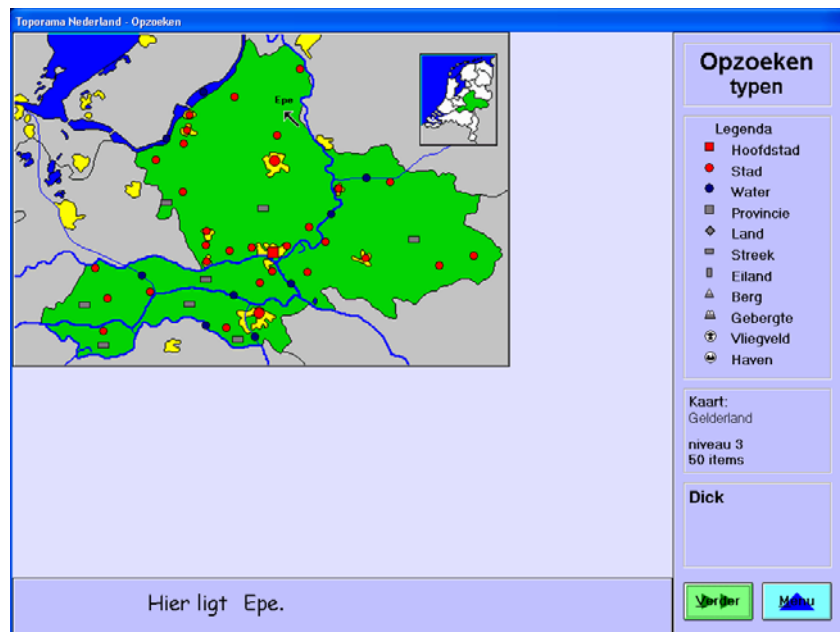 Toporama Nederland - Opzoeken
Epe
Opzoeken
typen
Legenda
Hoofdstad
Stad
Water
Provincie
Land
Streek
Eiland
Berg
Gebergte
Vliegveld
Haven
Kaart:
Gelderland
niveau 3
50 items
Dick
Hier ligt Epe.
Verder
Menu